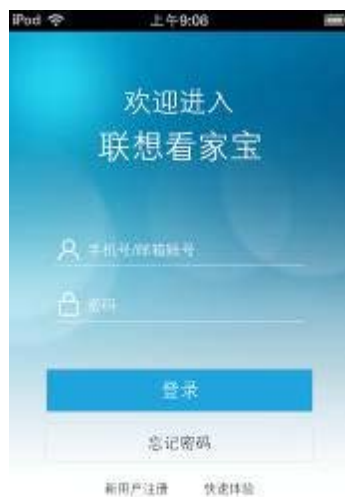 iPod 上午9:06
欢迎进入
联想看家宝
手机号/邮箱账号
密码
登录
忘记密码
新用户注册 快速体验